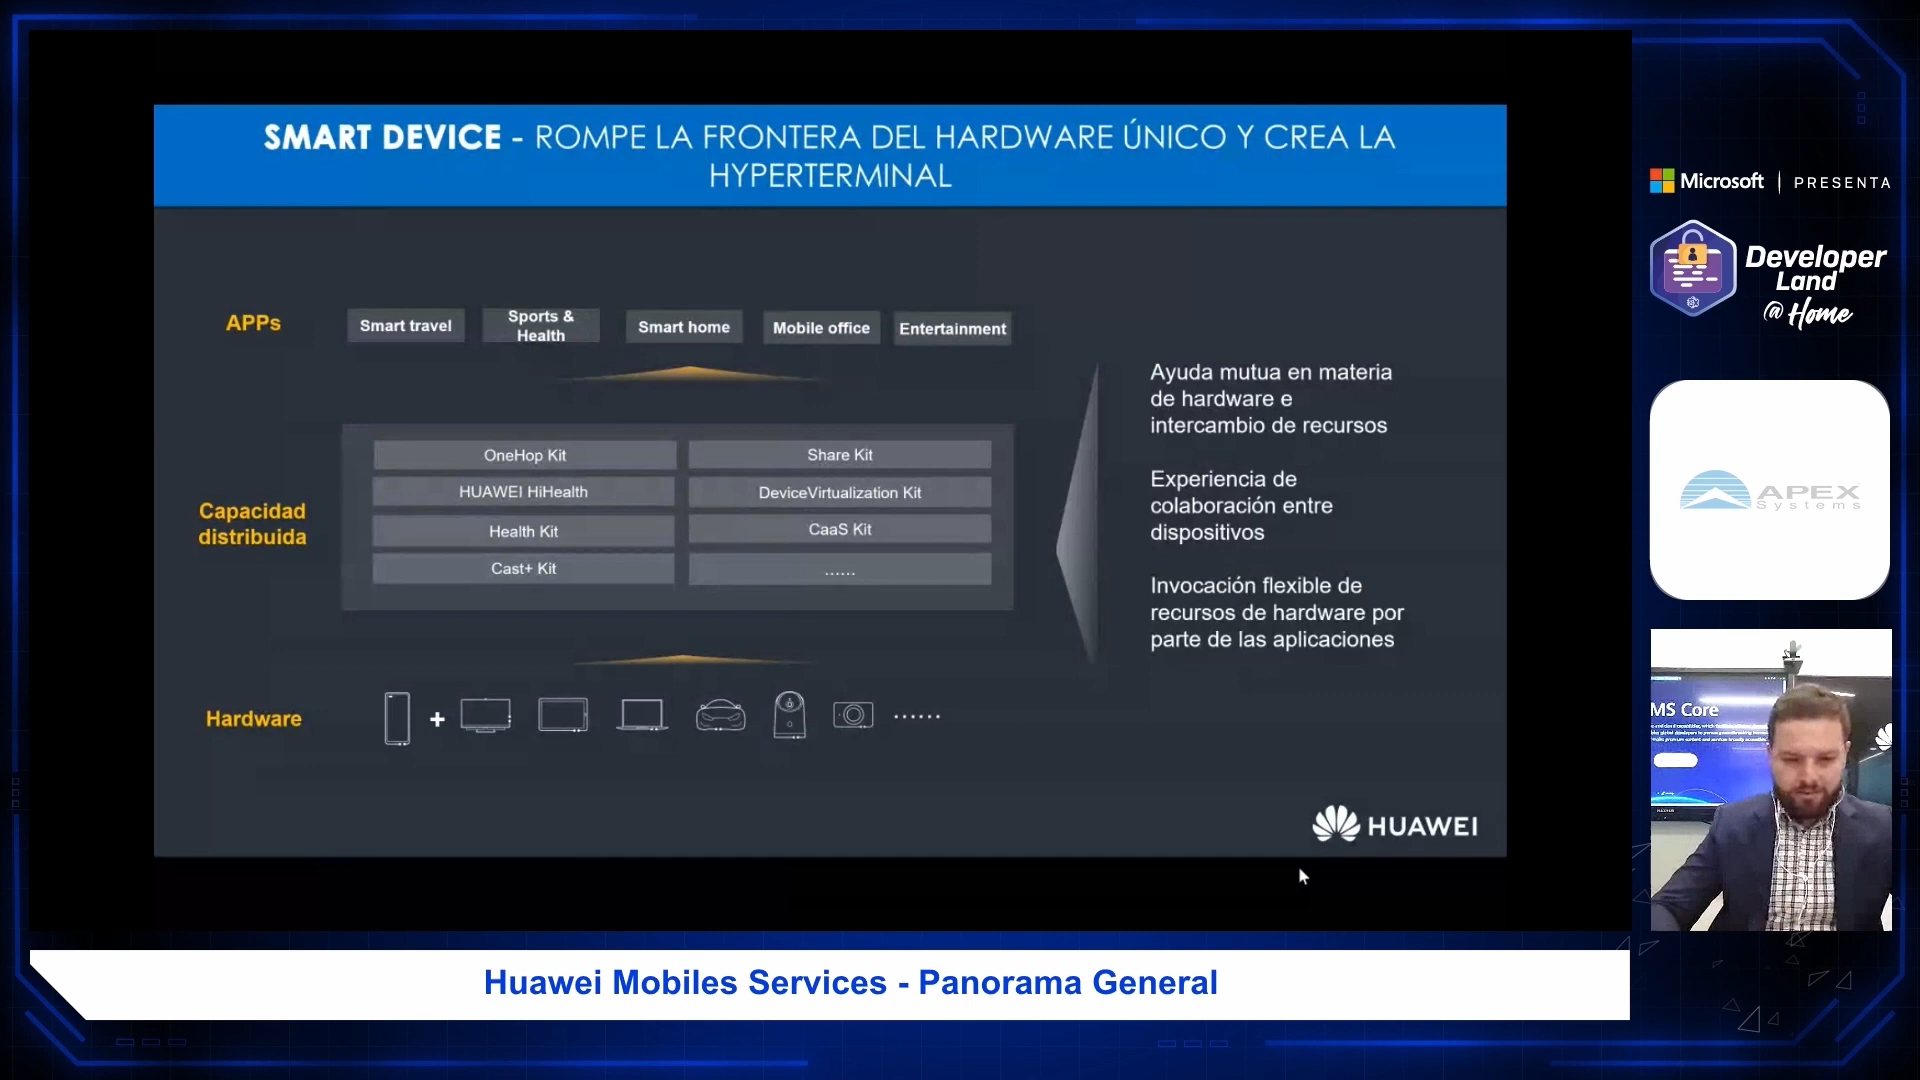 SMART DEVICE - ROMPE LA FRONTERA DEL HARDWARE ÚNICO Y CREA LA
HYPERTERMINAL
APPs
Smart travel
Sports &
Health
Smart home
Mobile office
Entertainment
Capacidad
distribuida
OneHop Kit
Share Kit
HUAWEI HiHealth
DeviceVirtualization Kit
Health Kit
CaaS Kit
Cast+ Kit
......
Hardware
+
......
Ayuda mutua en materia
de hardware e
intercambio de recursos
Experiencia de
colaboración entre
dispositivos
Invocación flexible de
recursos de hardware por
parte de las aplicaciones
HUAWEI
Microsoft | PRESENTA
Developer
Land
@Home
APEX
Systems
MS Core
Huawei Mobiles Services - Panorama General